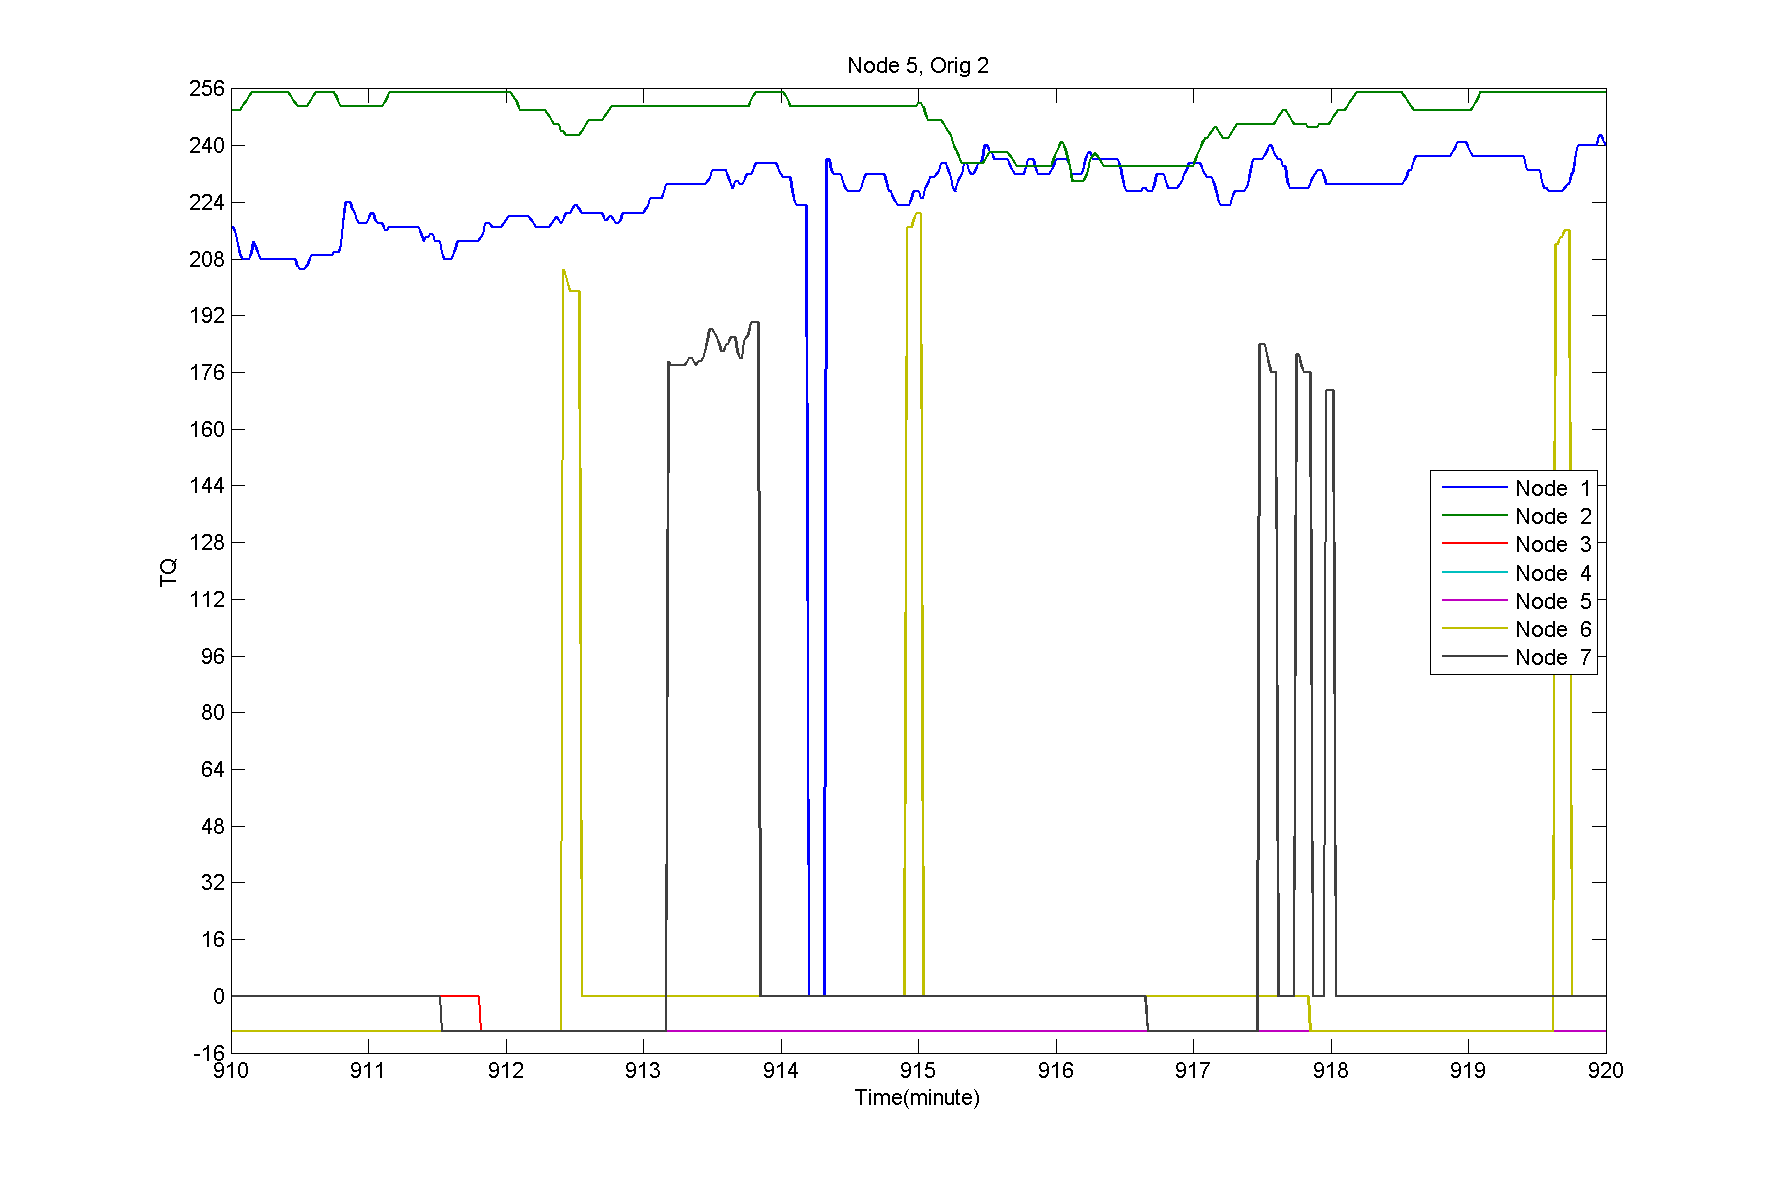 Node 5, Orig 2
256
240
224
208
192
176
160
144
128
112
96
80
64
48
32
16
0
-16
TQ
Node 1
Node 2
Node 3
Node 4
Node 5
Node 6
Node 7
910 911 912 913 914 915 916 917 918 919 920
Time(minute)